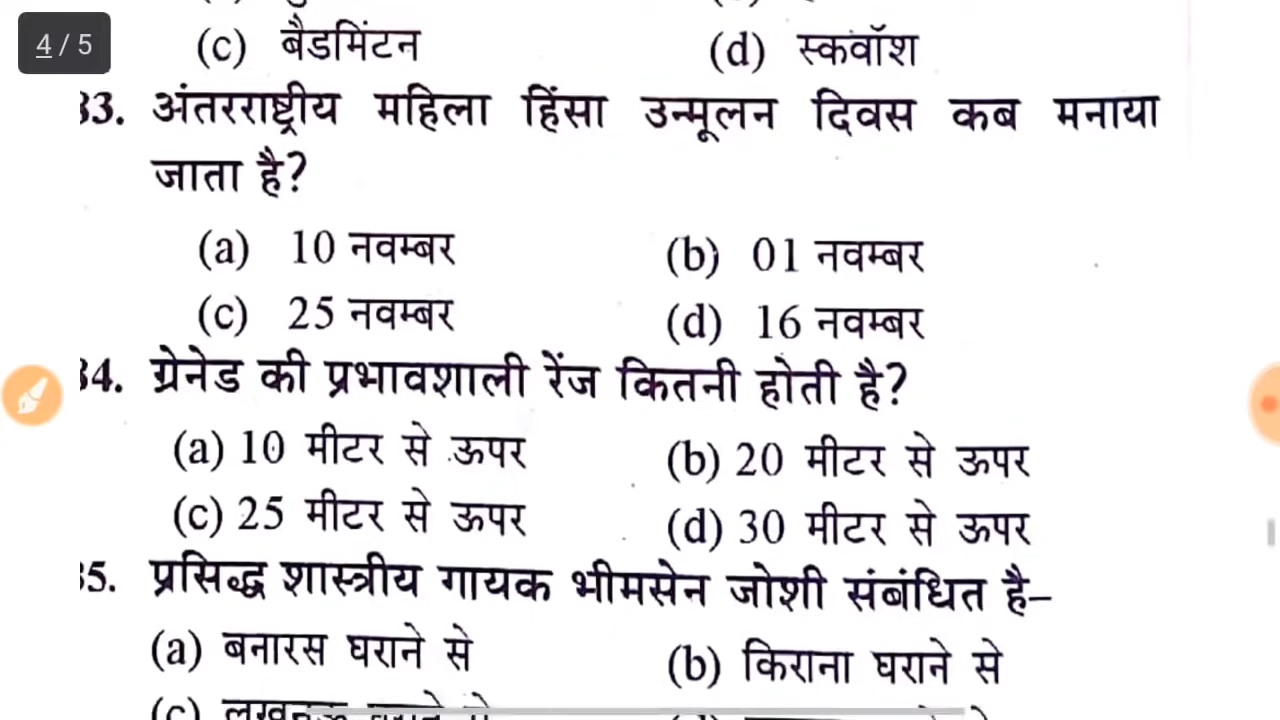 4 / 5
(c) बैडमिंटन (d) स्कवॉश
33. अंतरराष्ट्रीय महिला हिंसा उन्मूलन दिवस कब मनाया
जाता है?
(a) 10 नवम्बर (b) 01 नवम्बर
(c) 25 नवम्बर (d) 16 नवम्बर
34. ग्रेनेड की प्रभावशाली रेंज कितनी होती है?
(a) 10 मीटर से ऊपर (b) 20 मीटर से ऊपर
(c) 25 मीटर से ऊपर (d) 30 मीटर से ऊपर
35. प्रसिद्ध शास्त्रीय गायक भीमसेन जोशी संबंधित है–
(a) बनारस घराने से (b) किराना घराने से
(c) लखनऊ घराने से